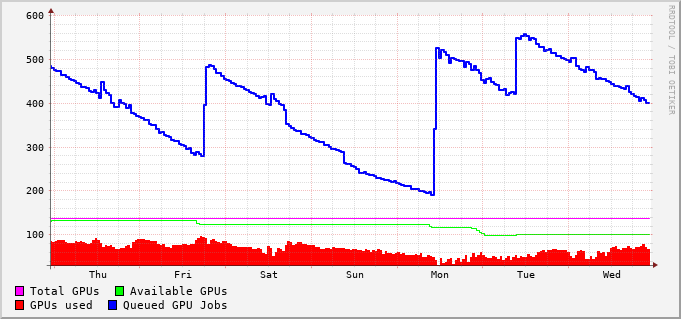 600
500
400
300
200
100
Thu Fri Sat Sun Mon Tue Wed
Total GPUs Available GPUs
GPUs used Queued GPU Jobs
RRDTOOL / TOBI OETIKER